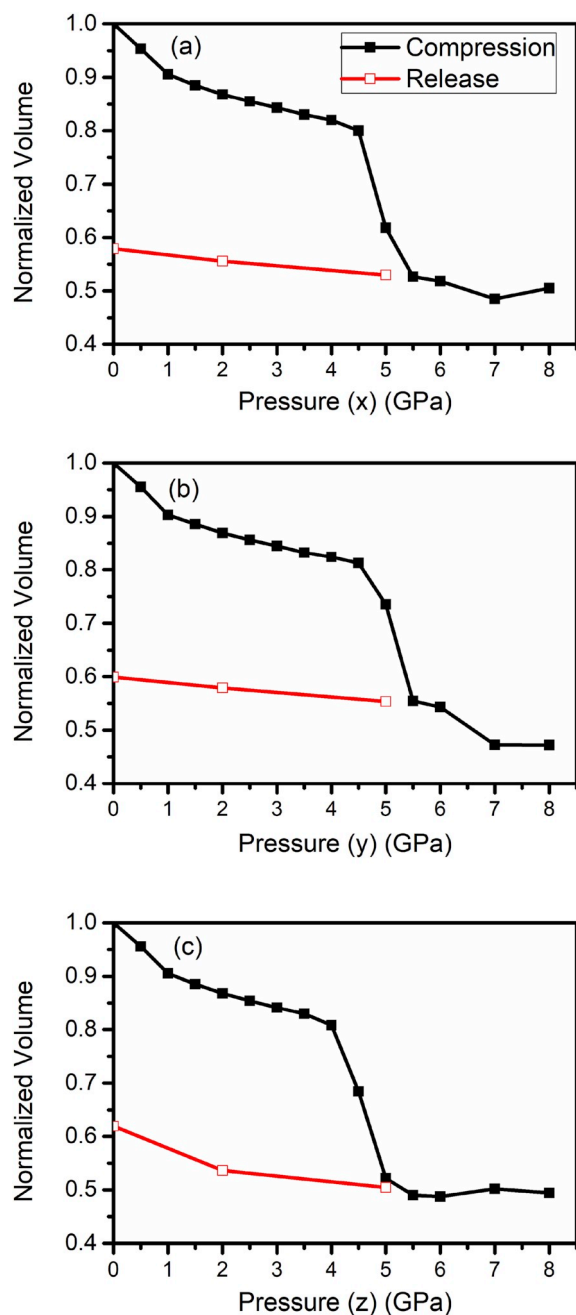 1.0
(a)
Compression
Release
0.9
0.8
0.7
0.6
0.5
0.4
Normalized Volume
0 1 2 3 4 5 6 7 8
Pressure (x) (GPa)
1.0
(b)
0.9
0.8
0.7
0.6
0.5
0.4
Normalized Volume
0 1 2 3 4 5 6 7 8
Pressure (y) (GPa)
1.0
(c)
0.9
0.8
0.7
0.6
0.5
0.4
Normalized Volume
0 1 2 3 4 5 6 7 8
Pressure (z) (GPa)